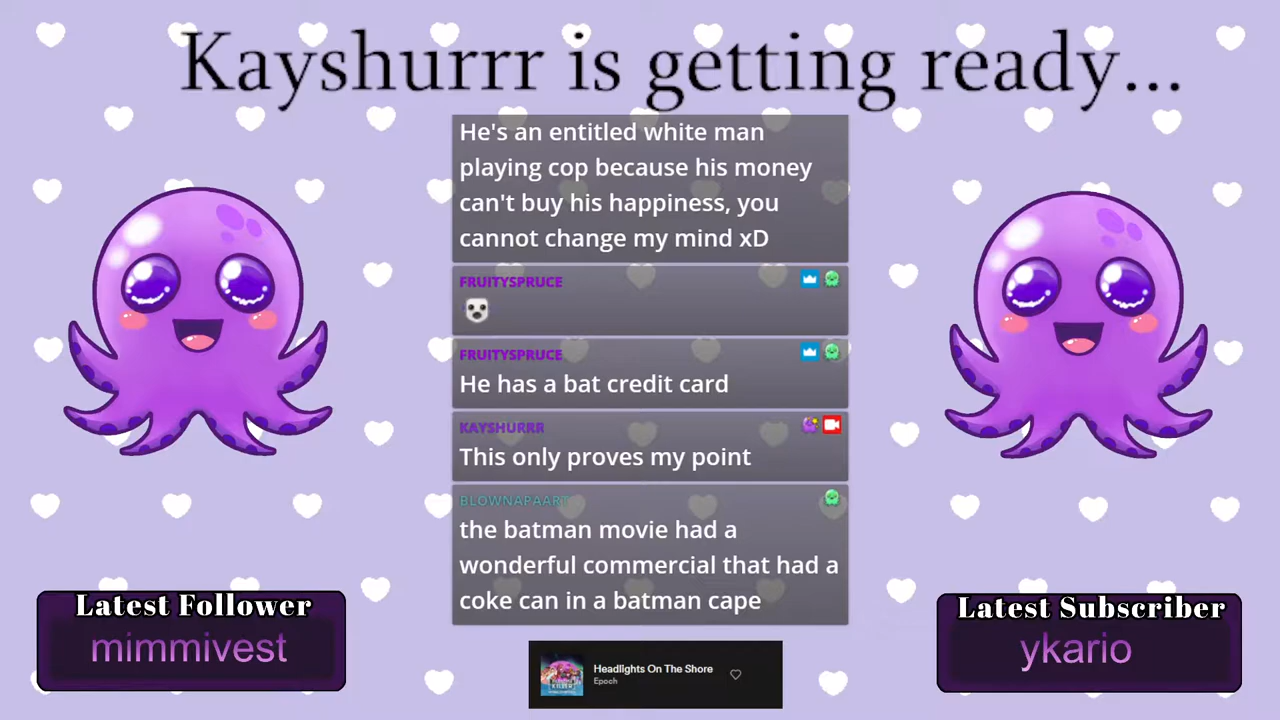 Kayshurrr is getting ready...
He's an entitled white man
playing cop because his money
can't buy his happiness, you
cannot change my mind xD
FRUITYSPRUCE
FRUITYSPRUCE
He has a bat credit card
KAYSHURRR
This only proves my point
BLOWNAPAART
the batman movie had a
wonderful commercial that had a
coke can in a batman cape
Latest Follower
mimmivest
Latest Subscriber
ykario
Headlights On The Shore
Epoch